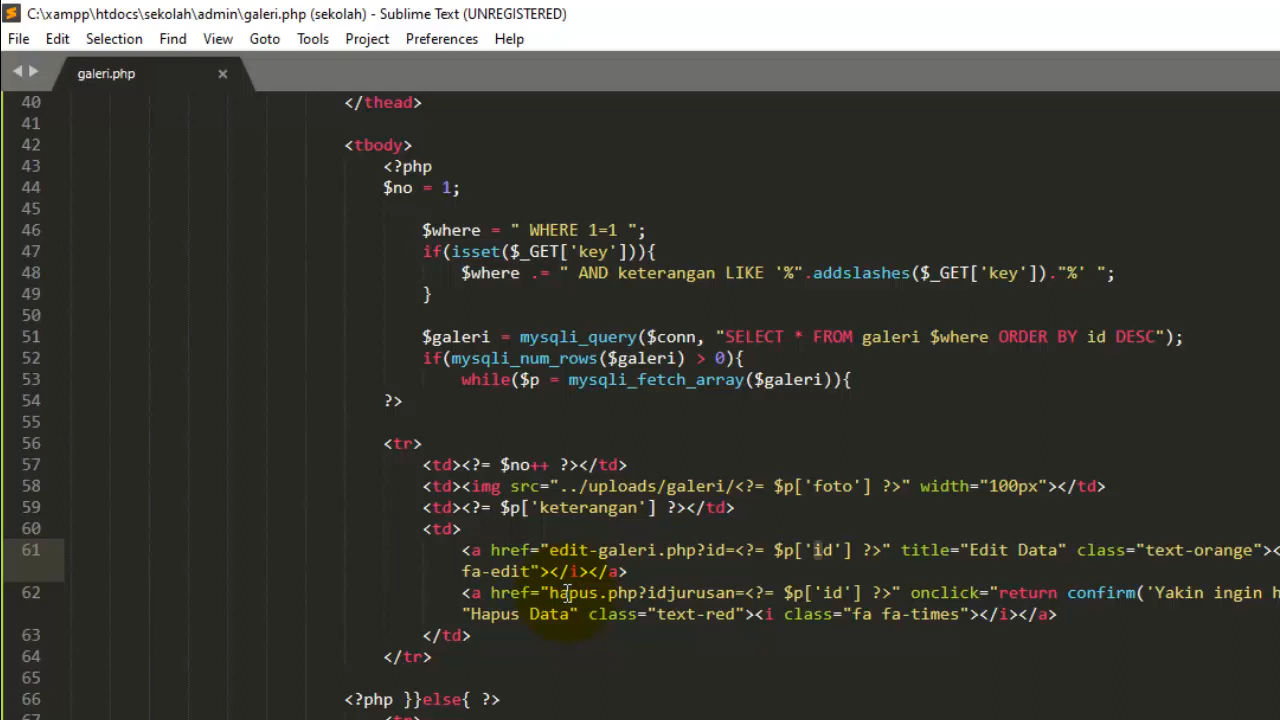 C:\xampp\htdocs\sekolah\admin\galeri.php (sekolah) - Sublime Text (UNREGISTERED)
File Edit Selection Find View Goto Tools Project Preferences Help
galeri.php
40 </thead>
41
42 <tbody>
43 <?php
44 $no = 1;
45
46 $where = " WHERE 1=1 ";
47 if(isset($_GET['key'])){
48 $where .= " AND keterangan LIKE '%".addslashes($_GET['key'])."%' ";
49 }
50
51 $galeri = mysqli_query($conn, "SELECT * FROM galeri $where ORDER BY id DESC");
52 if(mysqli_num_rows($galeri) > 0){
53 while($p = mysqli_fetch_array($galeri)){
54 ?>
55
56 <tr>
57 <td><?= $no++ ?></td>
58 <td><img src="../uploads/galeri/<?= $p['foto'] ?>" width="100px"></td>
59 <td><?= $p['keterangan'] ?></td>
60 <td>
61 <a href="edit-galeri.php?id=<?= $p['id'] ?>" title="Edit Data" class="text-orange"><
fa-edit"></i></a>
62 <a href="hapus.php?idjurusan=<?= $p['id'] ?>" onclick="return confirm('Yakin ingin h
"Hapus Data" class="text-red"><i class="fa fa-times"></i></a>
63 </td>
64 </tr>
65
66 <?php }}else{ ?>
67 <tr>